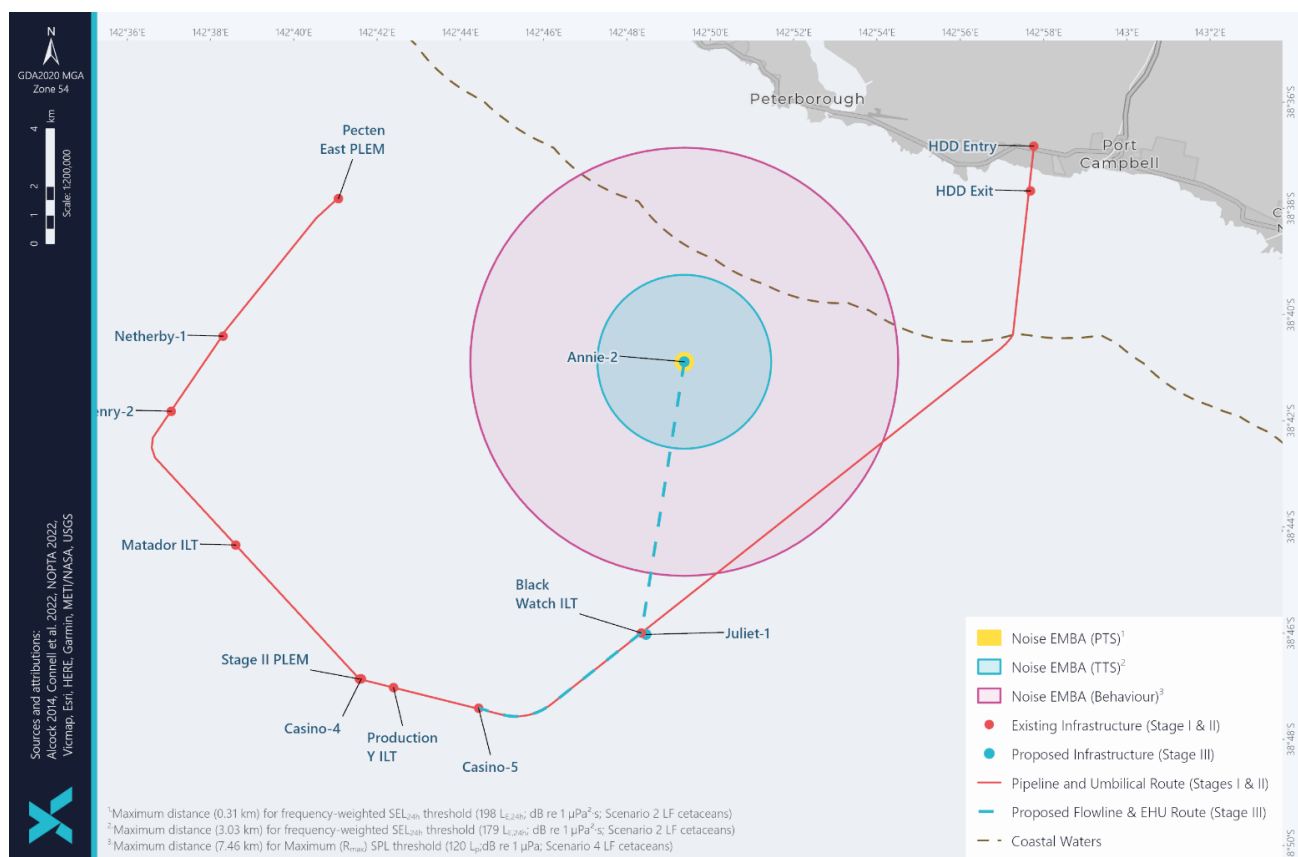 142°36'E 142°38'E 142°40'E 142°42'E 142°44'E 142°46'E 142°48'E 142°50'E 142°52'E 142°54'E 142°56'E 142°58'E 143°E 143°2'E
N
GDA2020 MGA
Zone 54
4
km
2
1
0
Scale: 1:200,000
Sources and attributions:
Alcock 2014, Connell et al. 2022, NOPTA 2022,
Vicmap, Esri, HERE, Garmin, METI/NASA, USGS
Peterborough
Port
Campbell
HDD Entry
HDD Exit
Pecten
East PLEM
Netherby-1
enry-2
Annie-2
Matador ILT
Black
Watch ILT
Juliet-1
Stage II PLEM
Casino-4
Production
Y ILT
Casino-5
38°36'S
38°38'S
38°40'S
38°42'S
38°44'S
38°46'S
38°48'S
38°50'S
Noise EMBA (PTS)¹
Noise EMBA (TTS)²
Noise EMBA (Behaviour)³
Existing Infrastructure (Stage I & II)
Proposed Infrastructure (Stage III)
Pipeline and Umbilical Route (Stages I & II)
Proposed Flowline & EHU Route (Stage III)
Coastal Waters
¹Maximum distance (0.31 km) for frequency-weighted SEL24h threshold (198 LE,24h; dB re 1 µPa²·s; Scenario 2 LF cetaceans)
²Maximum distance (3.03 km) for frequency-weighted SEL24h threshold (179 LE,24h; dB re 1 µPa²·s; Scenario 2 LF cetaceans)
³Maximum distance (7.46 km) for Maximum (Rmax) SPL threshold (120 Lp;dB re 1 µPa; Scenario 4 LF cetaceans)